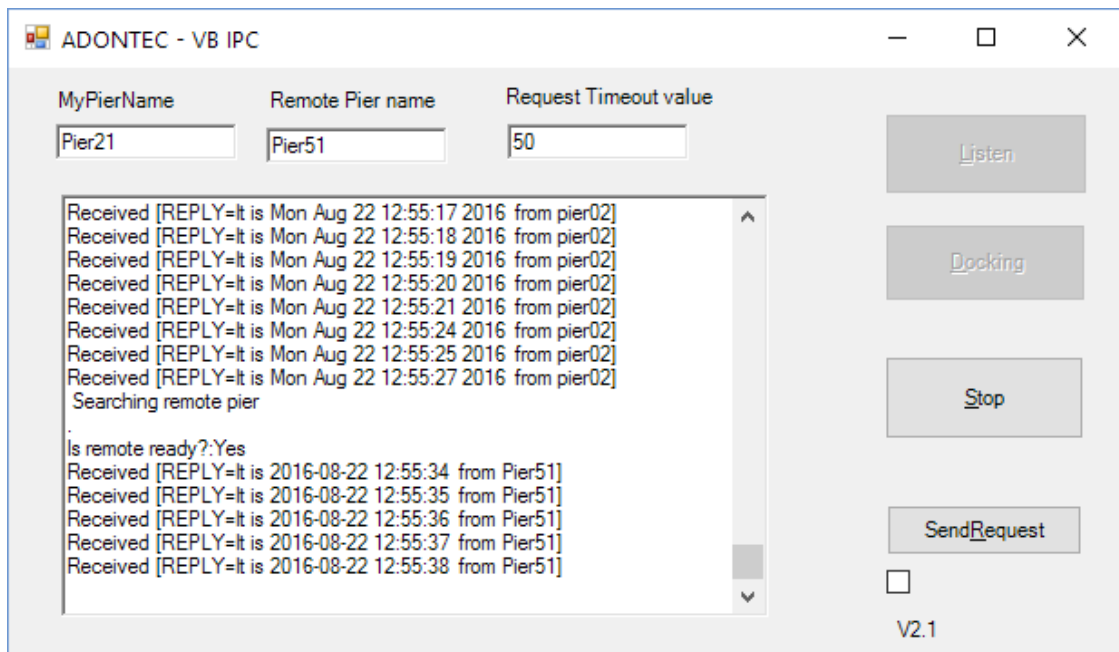 ADONTEC - VB IPC
MyPierName
Remote Pier name
Request Timeout value
Pier21
Pier51
50
Listen
Docking
Stop
SendRequest
V2.1
Received [REPLY=It is Mon Aug 22 12:55:17 2016 from pier02]
Received [REPLY=It is Mon Aug 22 12:55:18 2016 from pier02]
Received [REPLY=It is Mon Aug 22 12:55:19 2016 from pier02]
Received [REPLY=It is Mon Aug 22 12:55:20 2016 from pier02]
Received [REPLY=It is Mon Aug 22 12:55:21 2016 from pier02]
Received [REPLY=It is Mon Aug 22 12:55:24 2016 from pier02]
Received [REPLY=It is Mon Aug 22 12:55:25 2016 from pier02]
Received [REPLY=It is Mon Aug 22 12:55:27 2016 from pier02]
Searching remote pier
.
Is remote ready?:Yes
Received [REPLY=It is 2016-08-22 12:55:34 from Pier51]
Received [REPLY=It is 2016-08-22 12:55:35 from Pier51]
Received [REPLY=It is 2016-08-22 12:55:36 from Pier51]
Received [REPLY=It is 2016-08-22 12:55:37 from Pier51]
Received [REPLY=It is 2016-08-22 12:55:38 from Pier51]